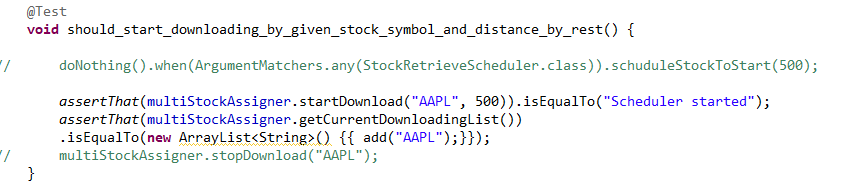 @Test
void should_start_downloading_by_given_stock_symbol_and_distance_by_rest() {
// doNothing().when(ArgumentMatchers.any(StockRetrieveScheduler.class)).schuduleStockToStart(500);
assertThat(multiStockAssigner.startDownload("AAPL", 500)).isEqualTo("Scheduler started");
assertThat(multiStockAssigner.getCurrentDownloadingList())
.isEqualTo(new ArrayList<String>() {{ add("AAPL");}});
// multiStockAssigner.stopDownload("AAPL");
}